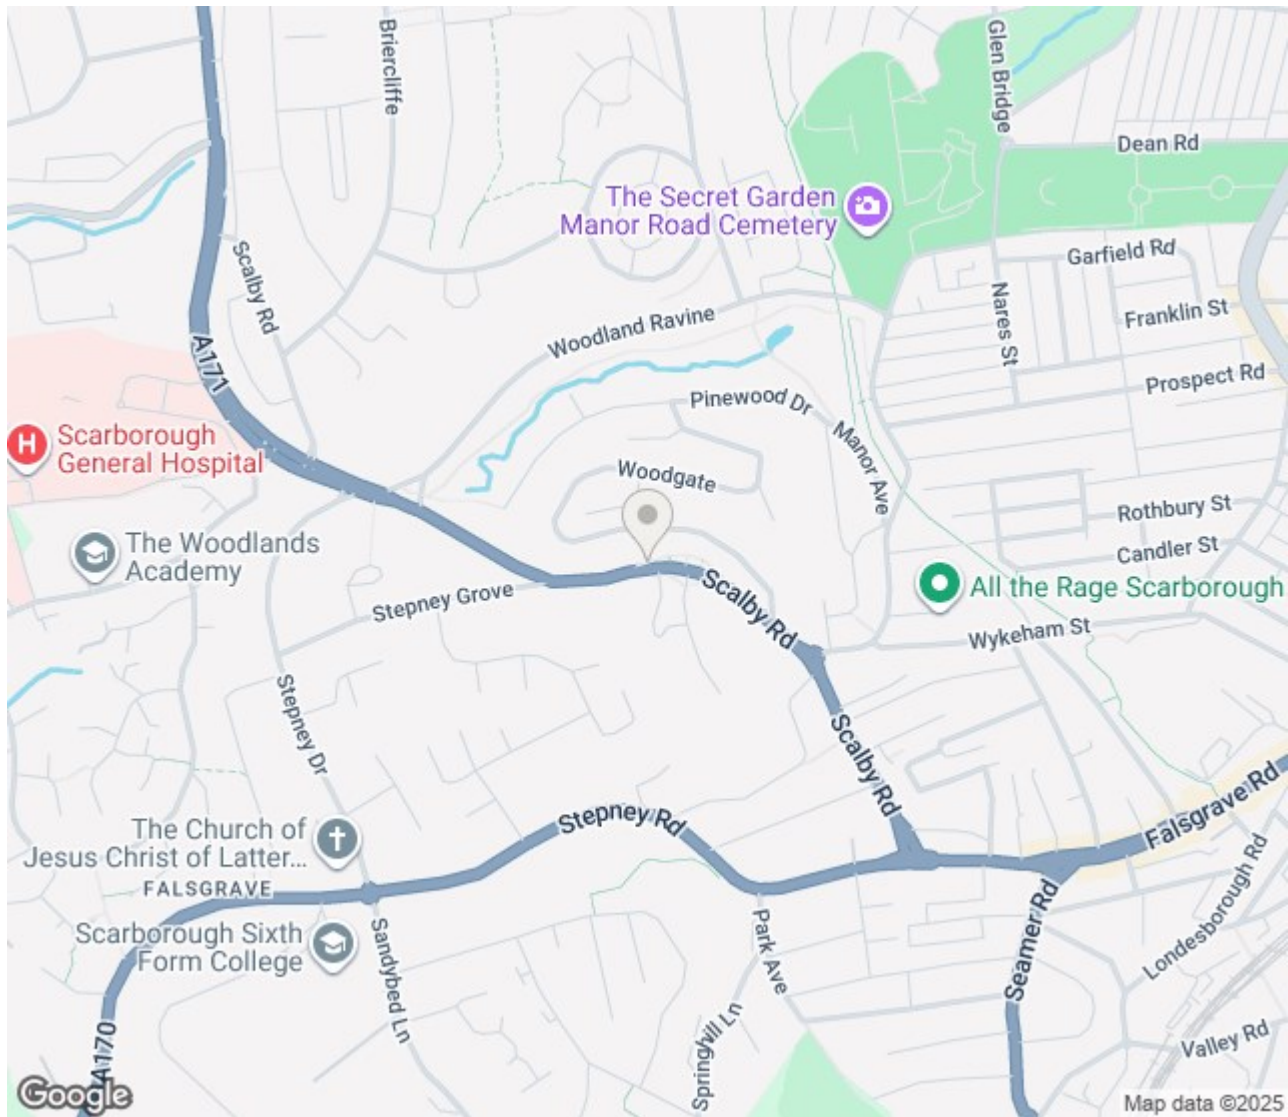 Briercliffe
Glen Bridge
Dean Rd
The Secret Garden
Manor Road Cemetery
Scalby Rd
Garfield Rd
Nares St
Franklin St
Woodland Ravine
A171
Prospect Rd
Pinewood Dr
Manor Ave
H
Scarborough
General Hospital
Woodgate
Rothbury St
The Woodlands
Academy
Candler St
Stepney Grove
Scalby Rd
All the Rage Scarborough
Wykeham St
Stepney Dr
Scalby Rd
Falsgrave Rd
Stepney Rd
The Church of
Jesus Christ of Latter...
FALSGRAVE
Londesborough Rd
Scarborough Sixth
Form College
Sandybed Ln
Park Ave
Seamer Rd
Springhill Ln
A170
Valley Rd
Google
Map data ©2025